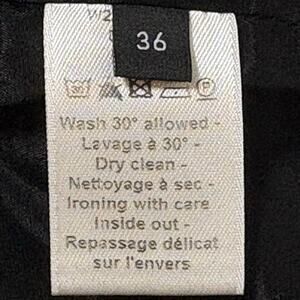 36
Wash 30° allowed -
Lavage à 30° -
Dry clean -
Nettoyage à sec -
Ironing with care
Inside out -
Repassage délicat
sur l'envers